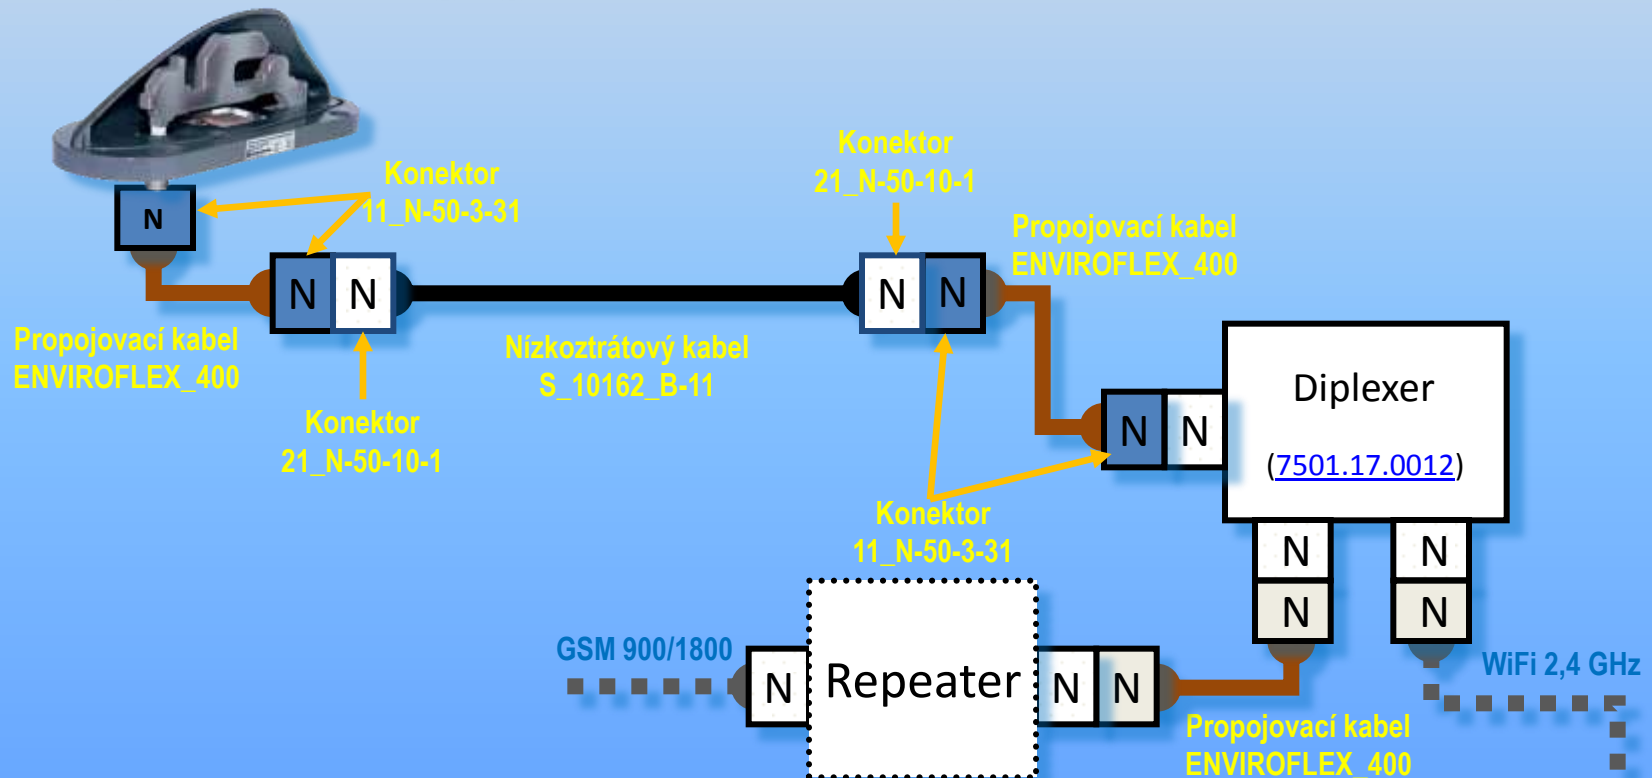 Konektor
21_N-50-10-1
Konektor
11_N-50-3-31
N
Propojovací kabel
ENVIROFLEX_400
N N
N N
Propojovací kabel
ENVIROFLEX_400
Nízkoztrátový kabel
S_10162_B-11
Konektor
21_N-50-10-1
Diplexer
(7501.17.0012)
N N
Konektor
11_N-50-3-31
N N
N N
GSM 900/1800
WiFi 2,4 GHz
N Repeater N N
Propojovací kabel
ENVIROFLEX_400